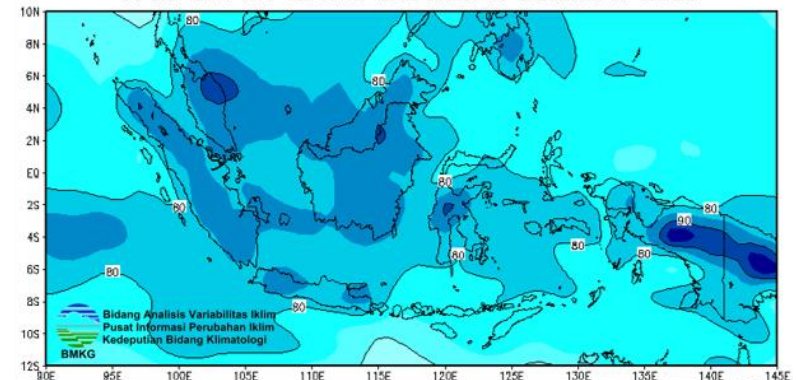 10N
8N
6N
4N
2N
EQ
2S
4S
6S
8S
10S
12S
80
80
80
80
80
90
80
80
80
80
80
80
Bidang Analisis Variabilitas Iklim
Pusat Informasi Perubahan Iklim
Kedeputian Bidang Klimatologi
BMKG
95E
100E
105E
110E
115E
120E
125E
130E
135E
140E
145E